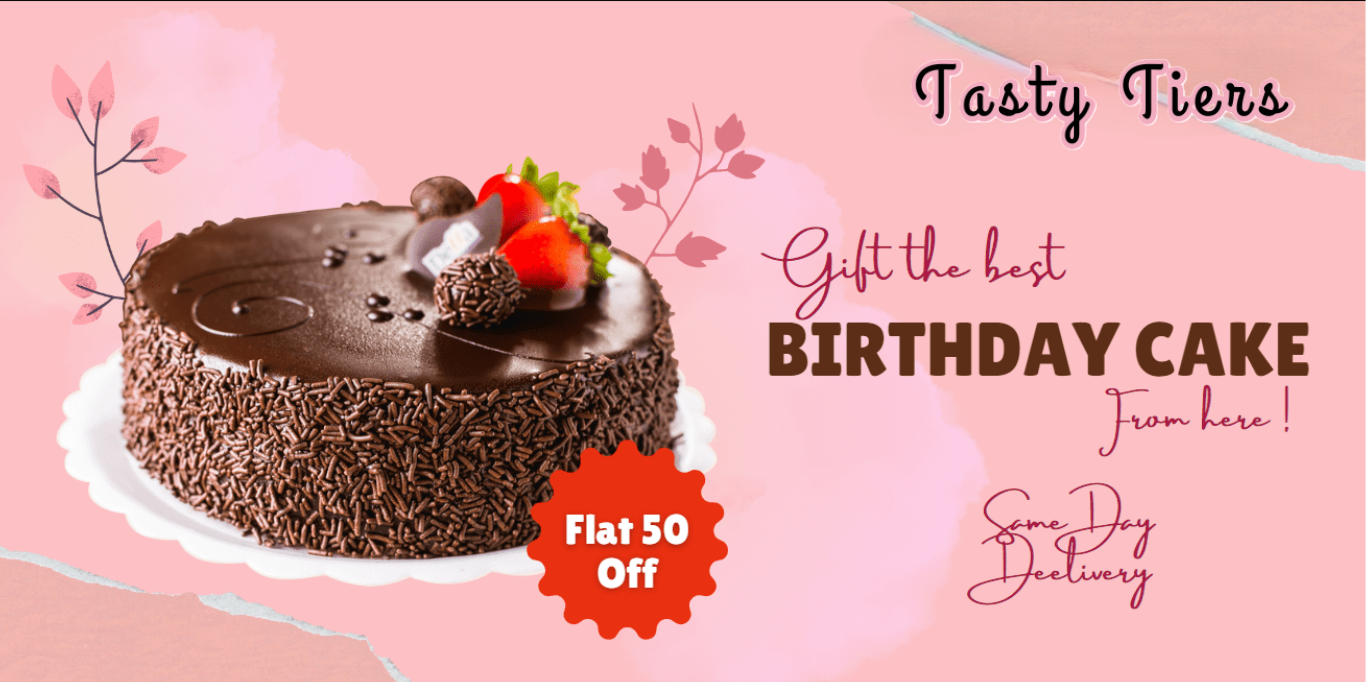 Tasty Tiers
Gift the best
BIRTHDAY CAKE
From here !
Same Day
Deelivery
Flat 50
Off